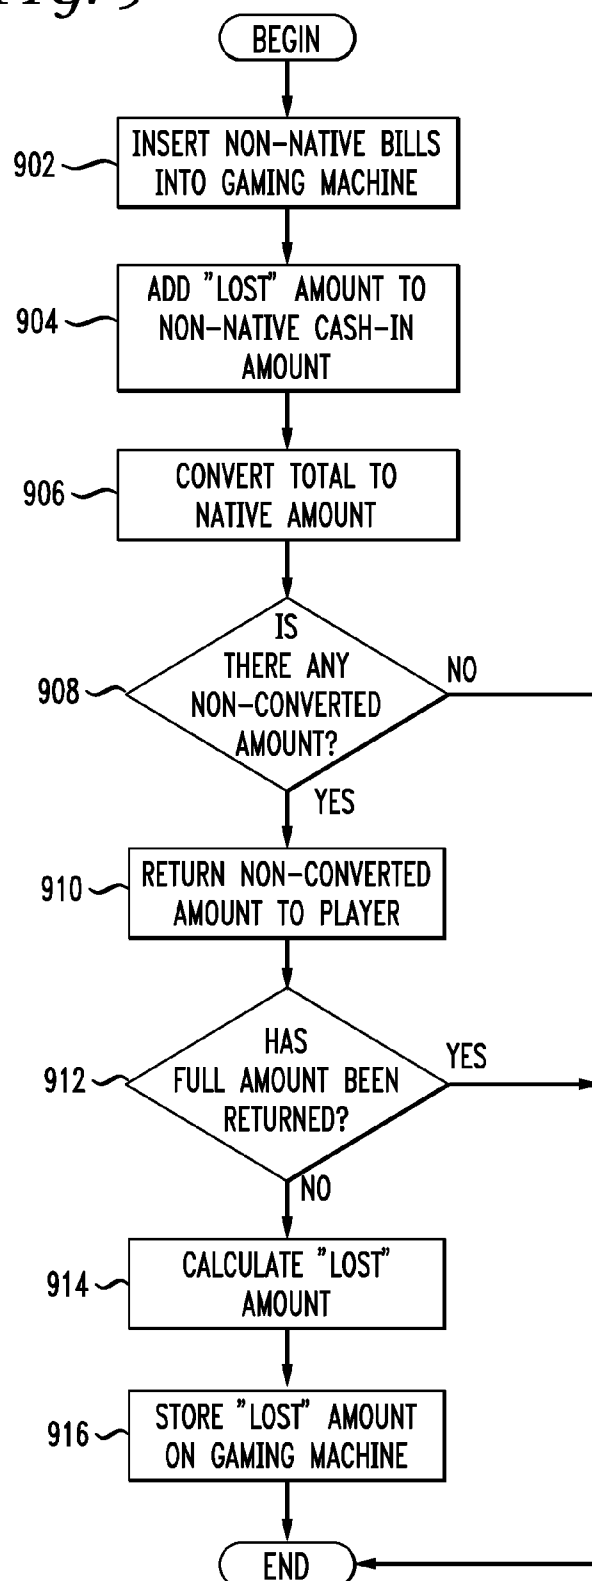 BEGIN
902
INSERT NON-NATIVE BILLS
INTO GAMING MACHINE
904
ADD "LOST" AMOUNT TO
NON-NATIVE CASH-IN
AMOUNT
906
CONVERT TOTAL TO
NATIVE AMOUNT
908
IS
THERE ANY
NON-CONVERTED
AMOUNT?
NO
YES
910
RETURN NON-CONVERTED
AMOUNT TO PLAYER
912
HAS
FULL AMOUNT BEEN
RETURNED?
YES
NO
914
CALCULATE "LOST"
AMOUNT
916
STORE "LOST" AMOUNT
ON GAMING MACHINE
END